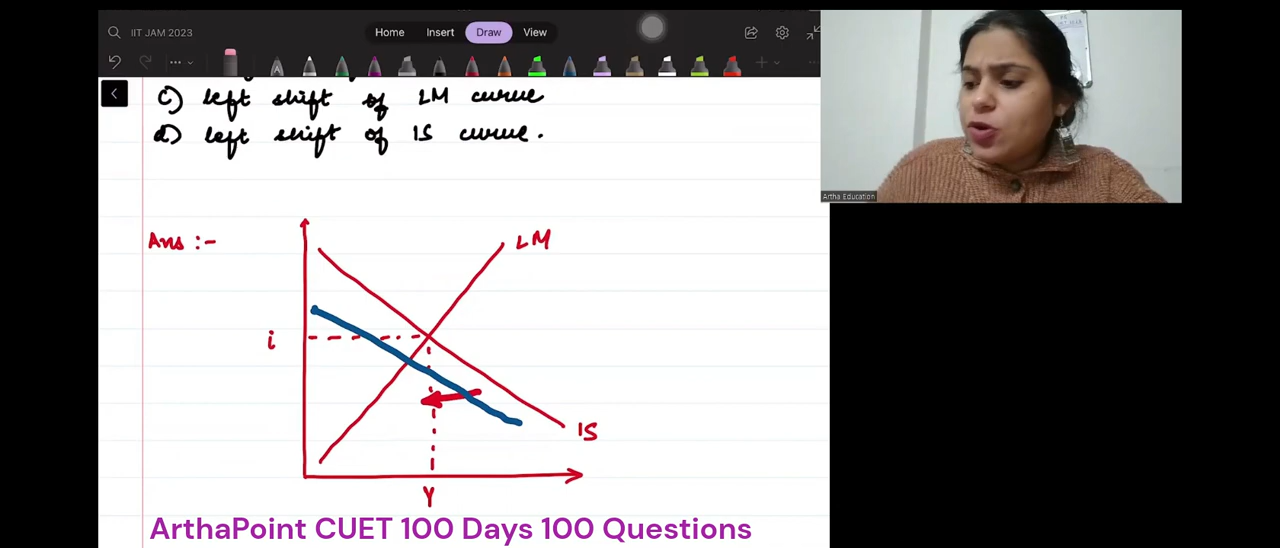 IIT JAM 2023
Home Insert Draw View
c) left shift of LM curve
d) left shift of IS curve.
Artha Education
Ans :-
LM
i
IS
Y
ArthaPoint CUET 100 Days 100 Questions